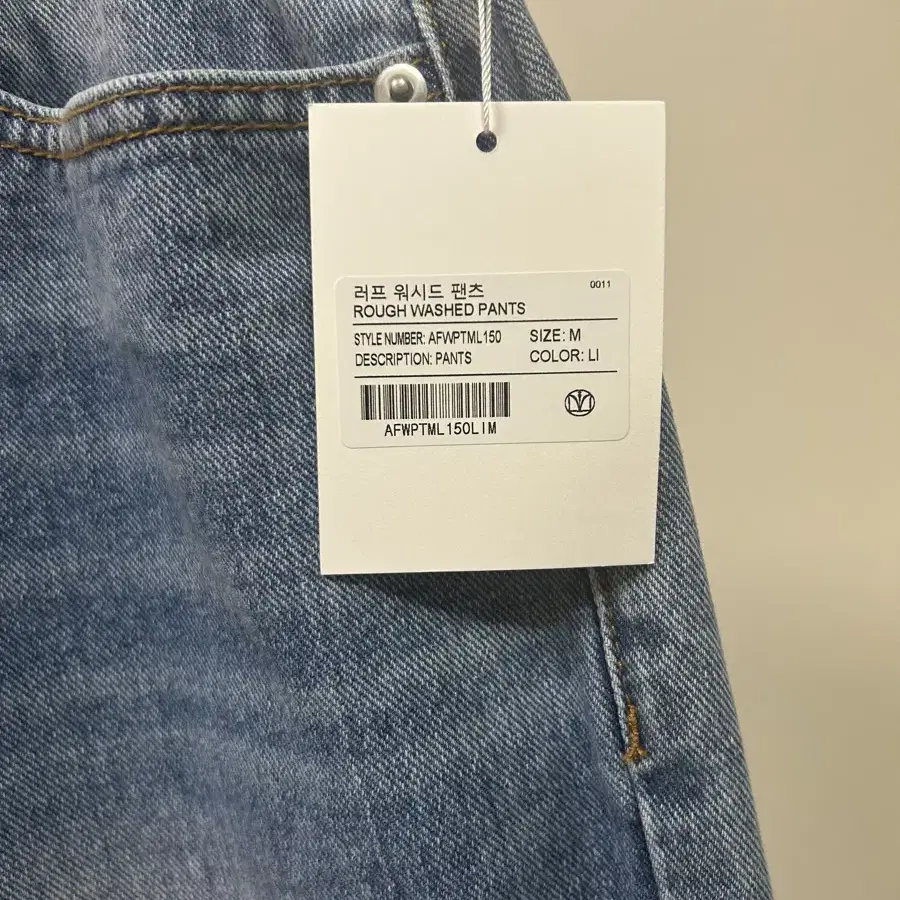 러프 워시드 팬츠 0011
ROUGH WASHED PANTS
STYLE NUMBER: AFWPTML150 SIZE: M
DESCRIPTION: PANTS COLOR: LI
AFWPTML150LIM